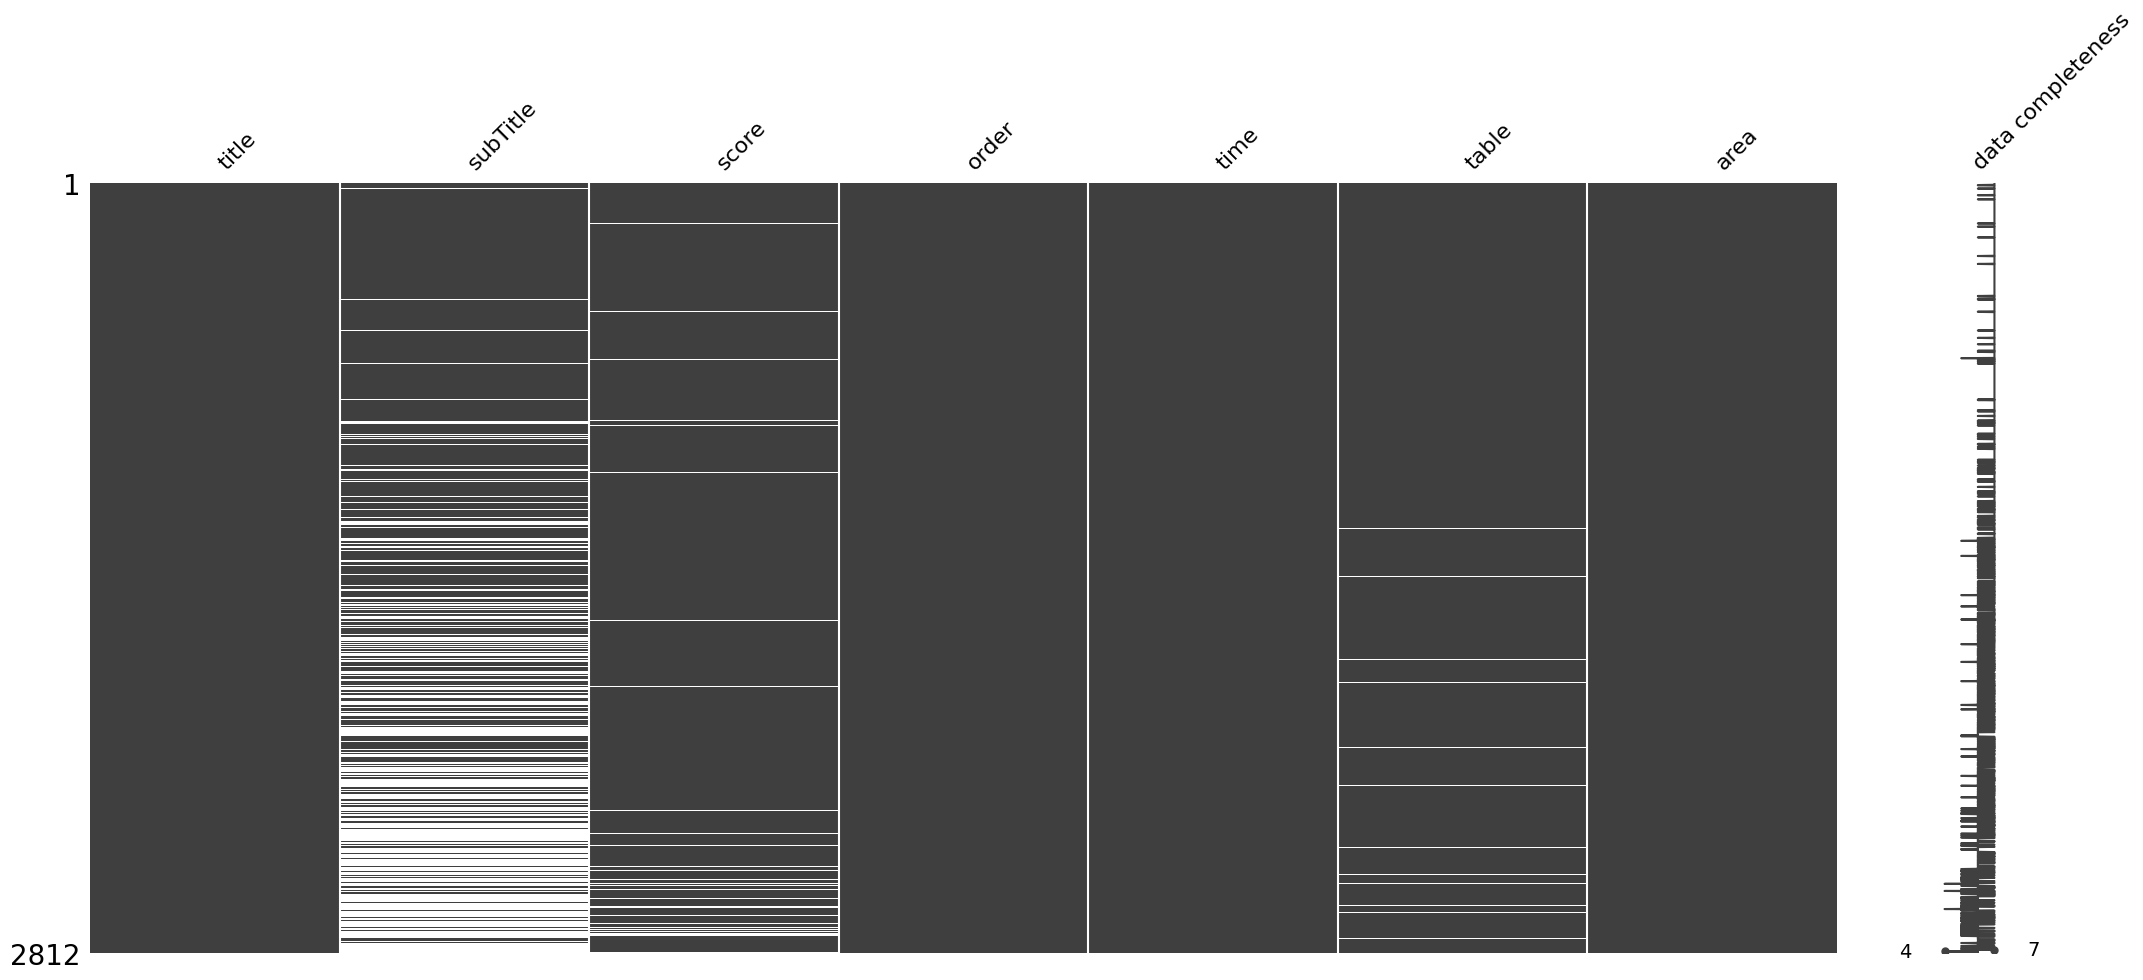 title
subTitle
score
order
time
table
area
data completeness
1
2812
4
7